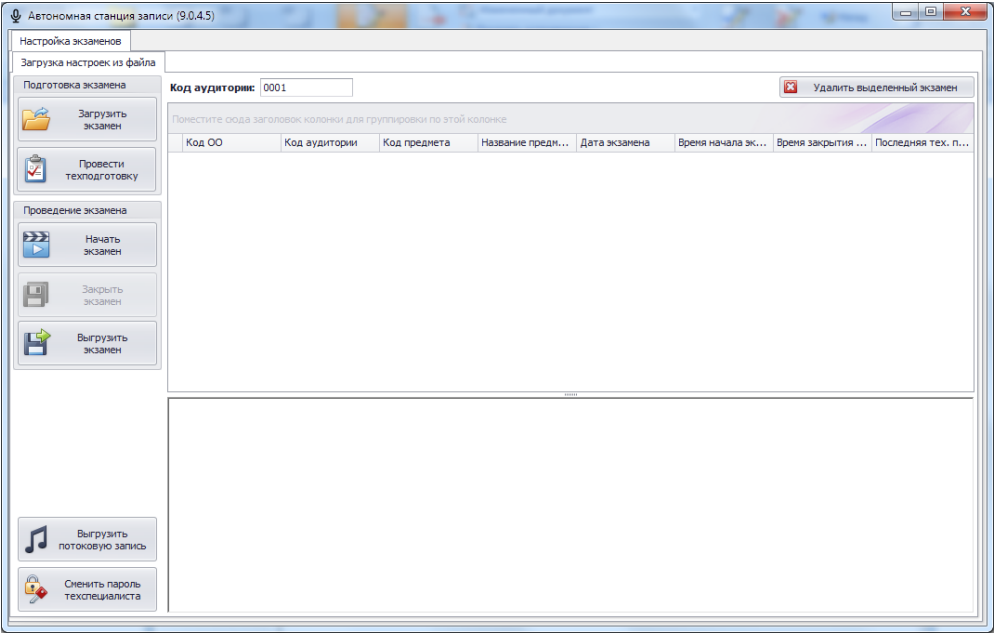 Автономная станция записи (9.0.4.5)
Настройка экзаменов
Загрузка настроек из файла
Подготовка экзамена
Загрузить
экзамен
Провести
техподготовку
Проведение экзамена
Начать
экзамен
Закрыть
экзамен
Выгрузить
экзамен
Выгрузить
потоковую запись
Сменить пароль
техспециалиста
Код аудитории: 0001
Удалить выделенный экзамен
Поместите сюда заголовок колонки для группировки по этой колонке
Код ОО Код аудитории Код предмета Название предм... Дата экзамена Время начала эк... Время закрытия ... Последняя тех. п...